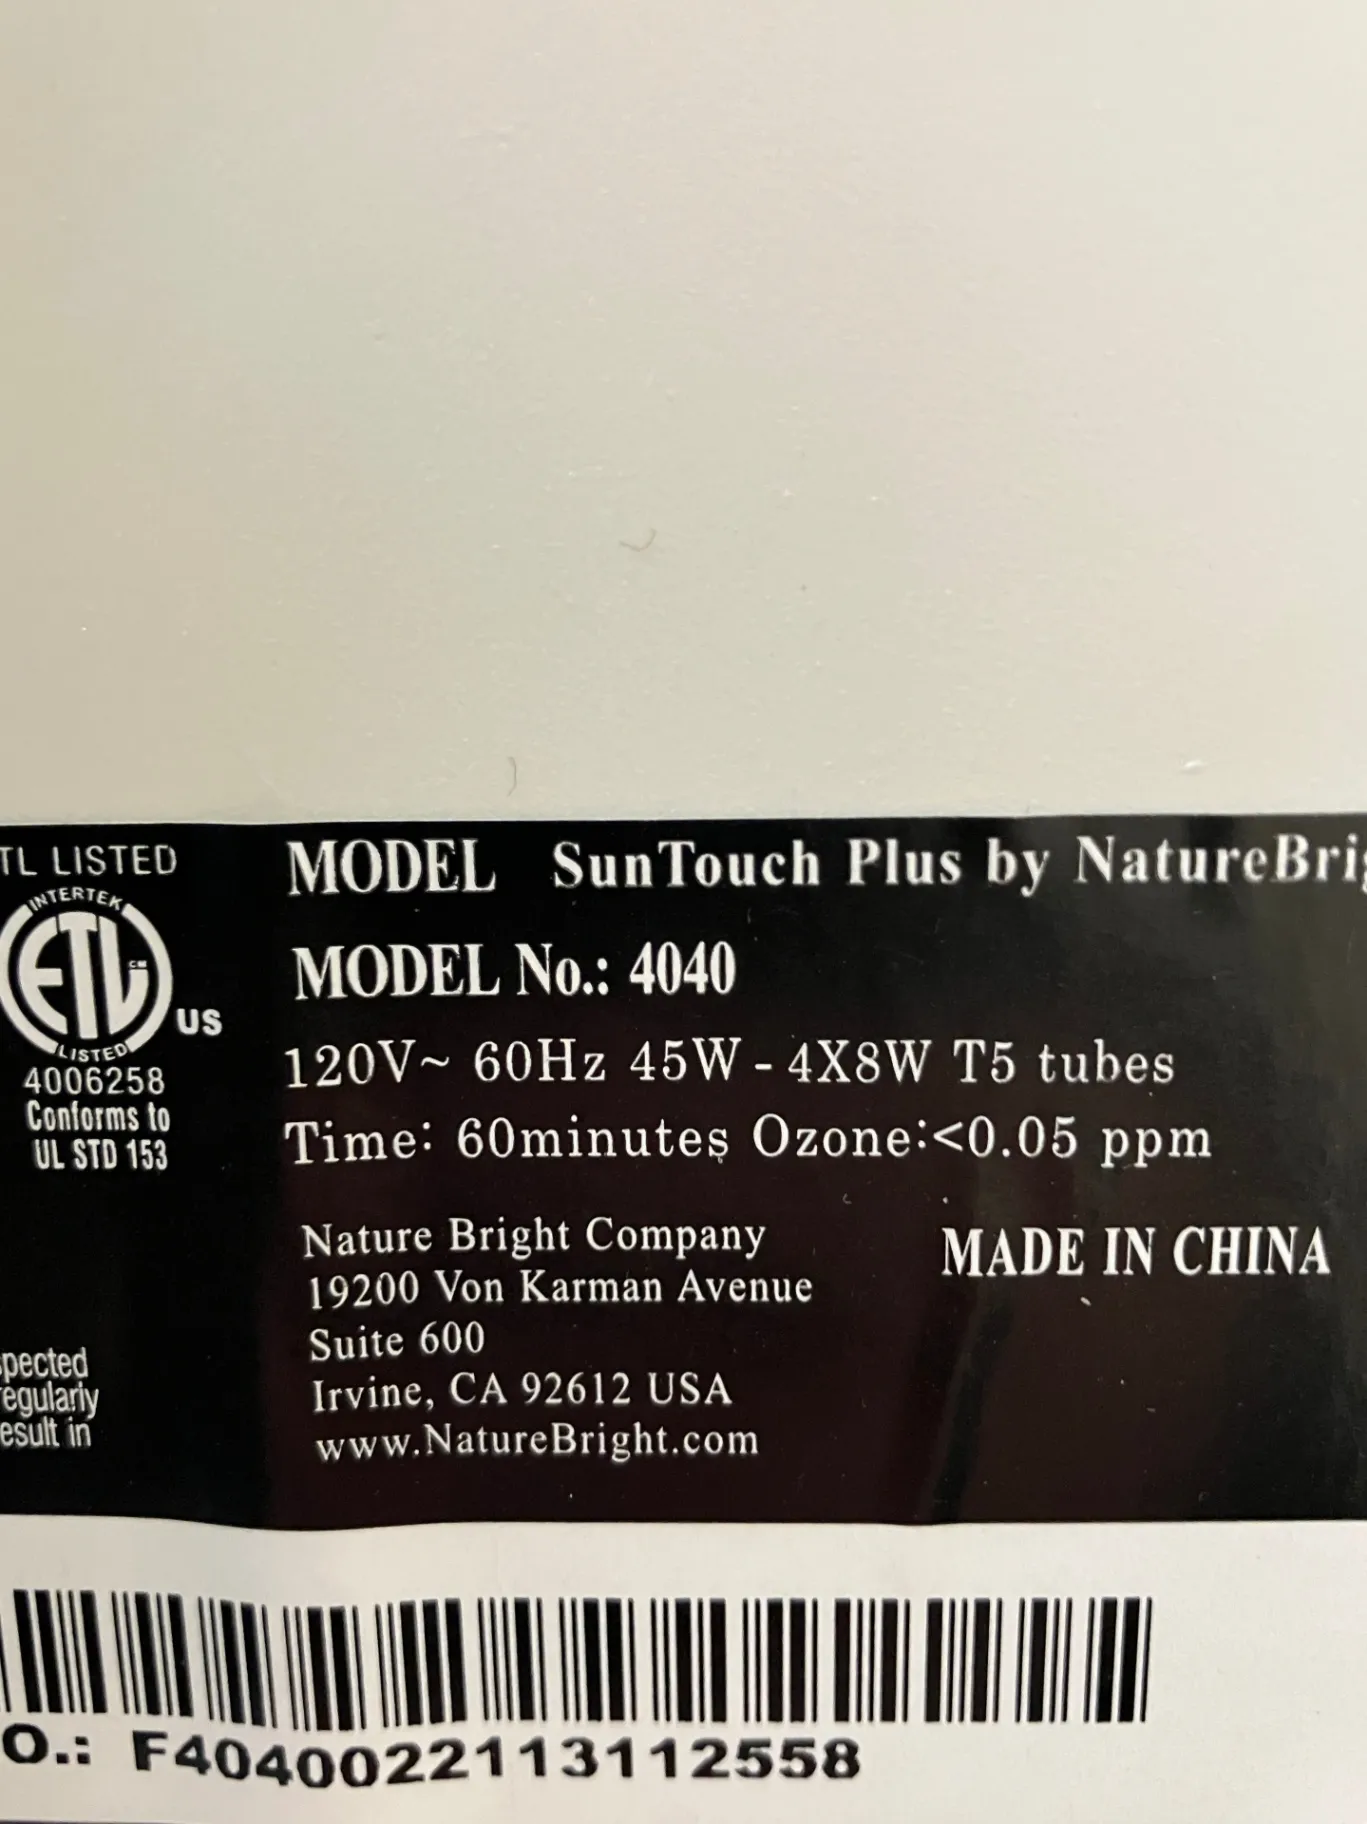 TL LISTED
INTERTEK
ETL CM
LISTED
US
4006258
Conforms to
UL STD 153
MODEL SunTouch Plus by NatureBri
MODEL No.: 4040
120V~ 60Hz 45W - 4X8W T5 tubes
Time: 60minutes Ozone:<0.05 ppm
Nature Bright Company
19200 Von Karman Avenue
Suite 600
Irvine, CA 92612 USA
www.NatureBright.com
MADE IN CHINA
spected
regularly
esult in
O.: F4040022113112558